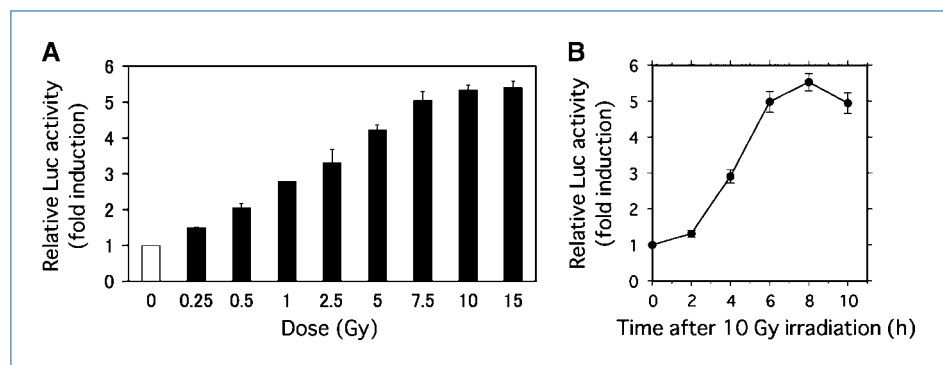 A
Relative Luc activity
(fold induction)
6
5
4
3
2
1
0
0 0.25 0.5 1 2.5 5 7.5 10 15
Dose (Gy)
B
Relative Luc activity
(fold induction)
6
5
4
3
2
1
0
0 2 4 6 8 10
Time after 10 Gy irradiation (h)